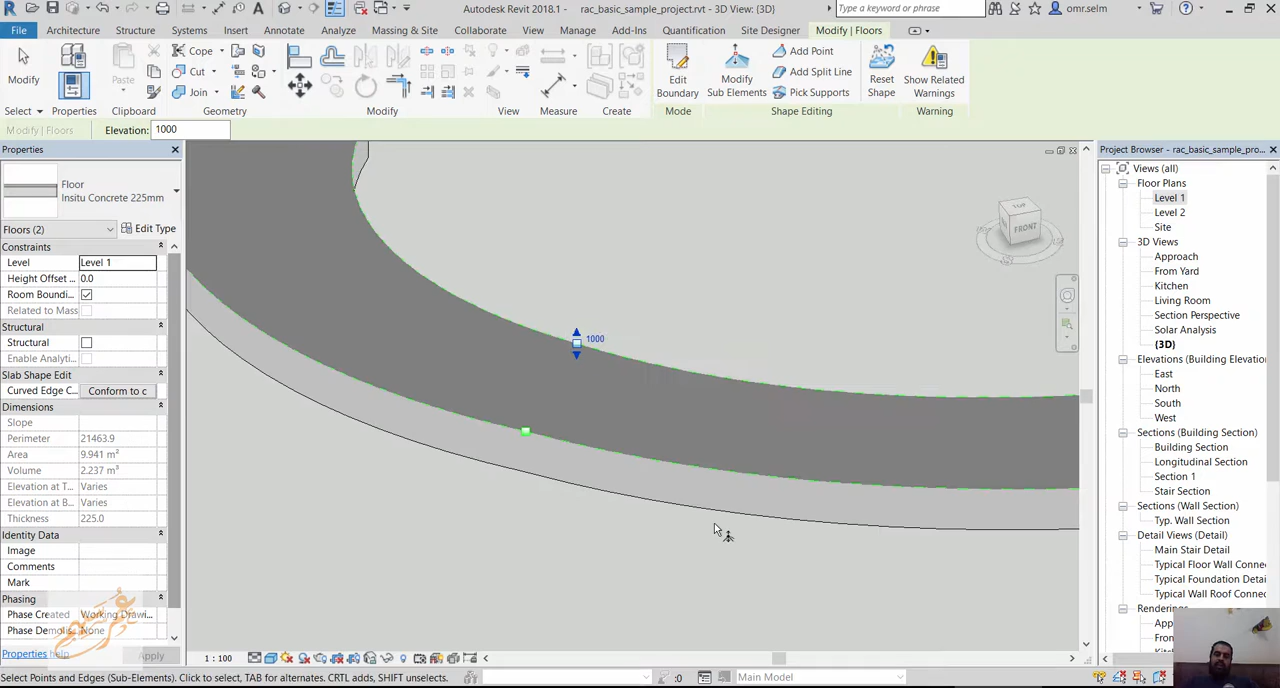 Autodesk Revit 2018.1 - rac_basic_sample_project.rvt - 3D View: {3D}
Type a keyword or phrase
omr.selm
File Architecture Structure Systems Insert Annotate Analyze Massing & Site Collaborate View Manage Add-Ins Quantification Site Designer Modify | Floors
Modify
Paste
Cope
Cut
Join
Edit Boundary
Modify Sub Elements
Add Point
Add Split Line
Pick Supports
Reset Shape
Show Related Warnings
Select Properties Clipboard Geometry Modify View Measure Create Mode Shape Editing Warning
Modify | Floors Elevation: 1000
Properties
Floor
Insitu Concrete 225mm
Floors (2) Edit Type
Constraints
Level Level 1
Height Offset ... 0.0
Room Boundi...
Related to Mass
Structural
Structural
Enable Analyti...
Slab Shape Edit
Curved Edge C... Conform to c
Dimensions
Slope
Perimeter 21463.9
Area 9.941 m²
Volume 2.237 m³
Elevation at T... Varies
Elevation at B... Varies
Thickness 225.0
Identity Data
Image
Comments
Mark
Phasing
Phase Created Working Drawi...
Phase Demolis... None
Properties help Apply
1000
TOP
FRONT
Project Browser - rac_basic_sample_pro...
Views (all)
Floor Plans
Level 1
Level 2
Site
3D Views
Approach
From Yard
Kitchen
Living Room
Section Perspective
Solar Analysis
{3D}
Elevations (Building Elevation
East
North
South
West
Sections (Building Section)
Building Section
Longitudinal Section
Section 1
Stair Section
Sections (Wall Section)
Typ. Wall Section
Detail Views (Detail)
Main Stair Detail
Typical Floor Wall Connec
Typical Foundation Detail
Typical Wall Roof Connec
Renderings
1 : 100
Select Points and Edges (Sub-Elements). Click to select, TAB for alternates. CRTL adds, SHIFT unselects.
:0 Main Model